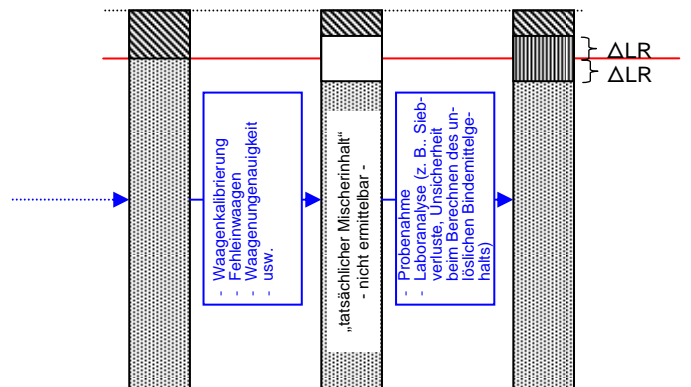 - Waagenkalibrierung
- Fehleinwaagen
- Waagenungenauigkeit
- usw.
„tatsächlicher Mischerinhalt“
- nicht ermittelbar -
- Probenahme
- Laboranalyse (z. B.. Sieb-
verluste, Unsicherheit
beim Berechnen des un-
löslichen Bindemittelge-
halts)
} ΔLR
} ΔLR